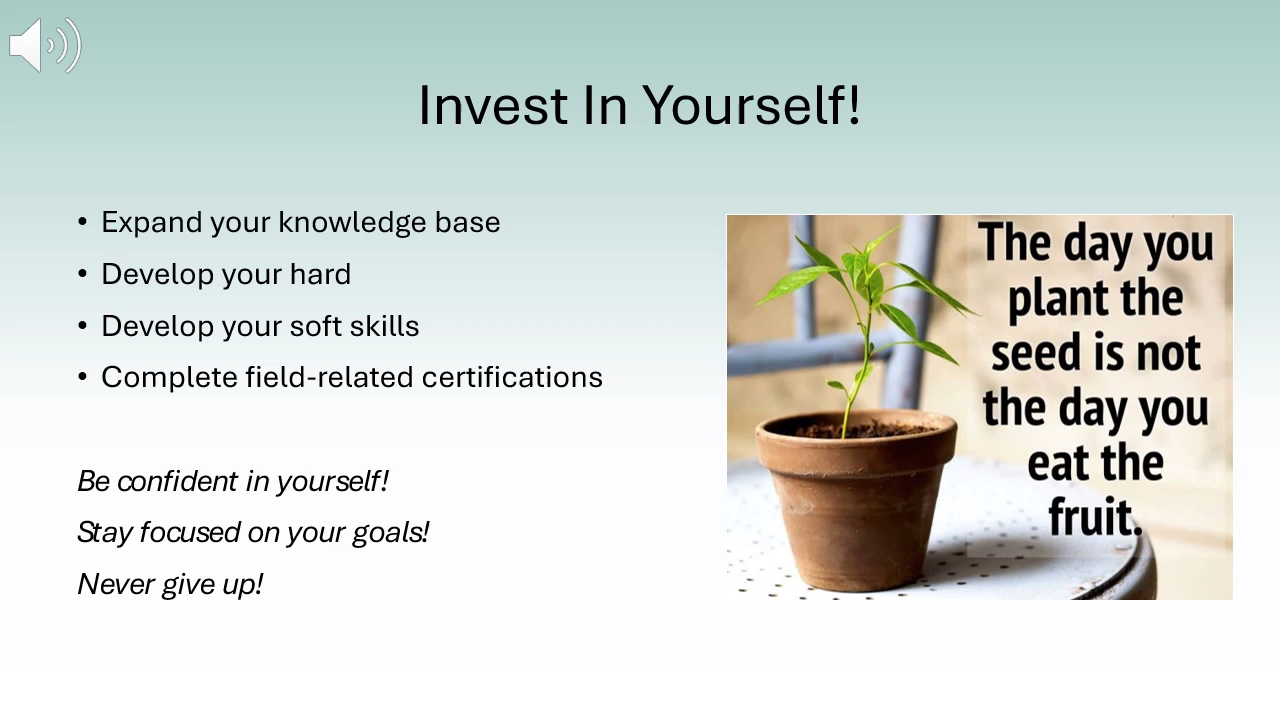 Invest In Yourself!
• Expand your knowledge base
• Develop your hard
• Develop your soft skills
• Complete field-related certifications
Be confident in yourself!
Stay focused on your goals!
Never give up!
The day you
plant the
seed is not
the day you
eat the
fruit.